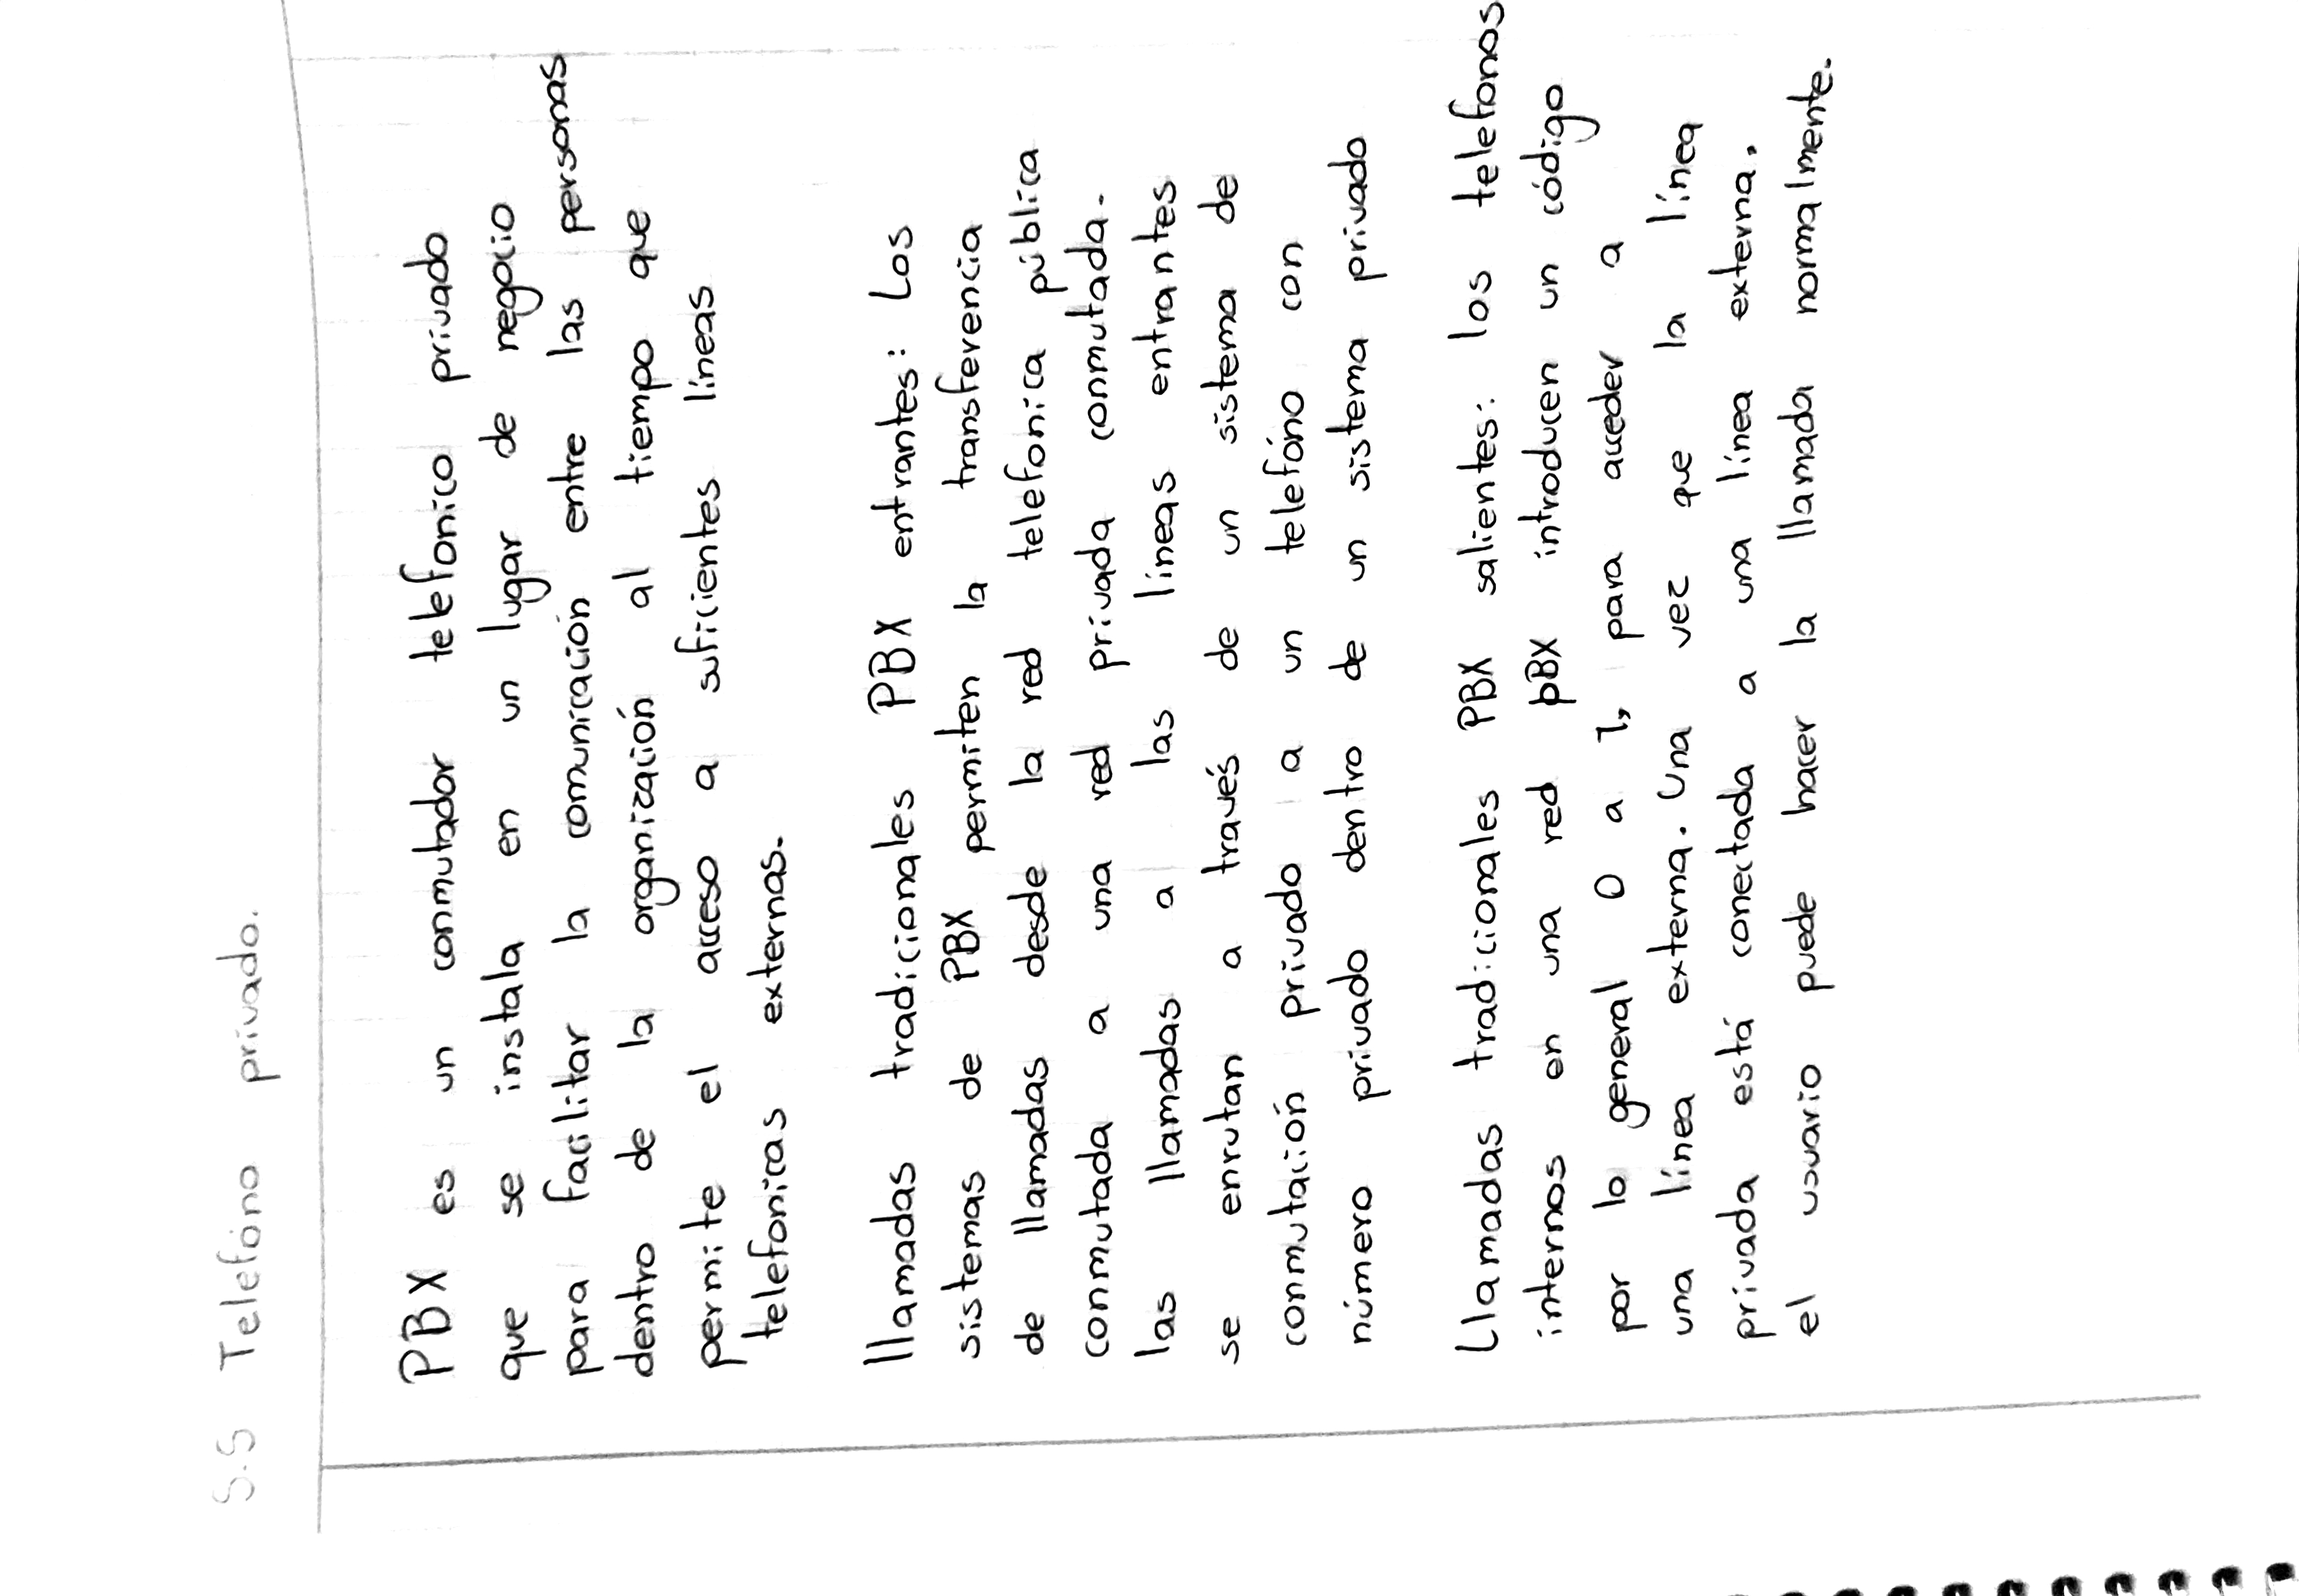 5.5 Telefóno privado.
PBX es un conmutador telefonico privado
que se instala en un lugar de negocio
para facilitar la comunicación entre las personas
dentro de la organización al tiempo que
permite el acceso a suficientes líneas
telefonicas externas.
llamadas tradicionales PBX entrantes: Los
sistemas de PBX permiten la transferencia
de llamadas desde la red telefonica pública
conmutada a una red privada conmutada.
las llamadas a las líneas entrantes
se enrutan a través de un sistema de
conmutación privado a un telefóno con
número privado dentro de un sistema privado
Llamadas tradicionales PBX salientes: los telefonos
internos en una red pBX introducen un código
por lo general 0 a 1, para acceder a
una línea externa. Una vez que la línea
privada está conectada a una línea externa,
el usuario puede hacer la llamada normalmente.